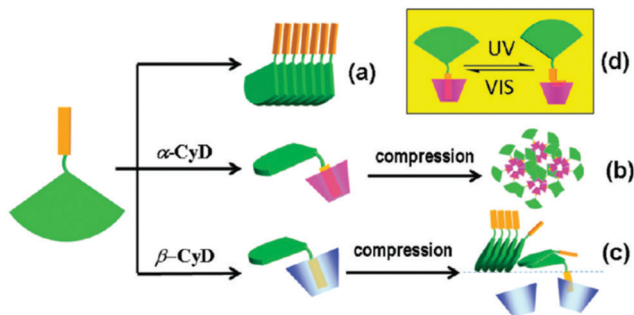 (a)
UV
VIS
(d)
α-CyD
compression
(b)
β-CyD
compression
(c)